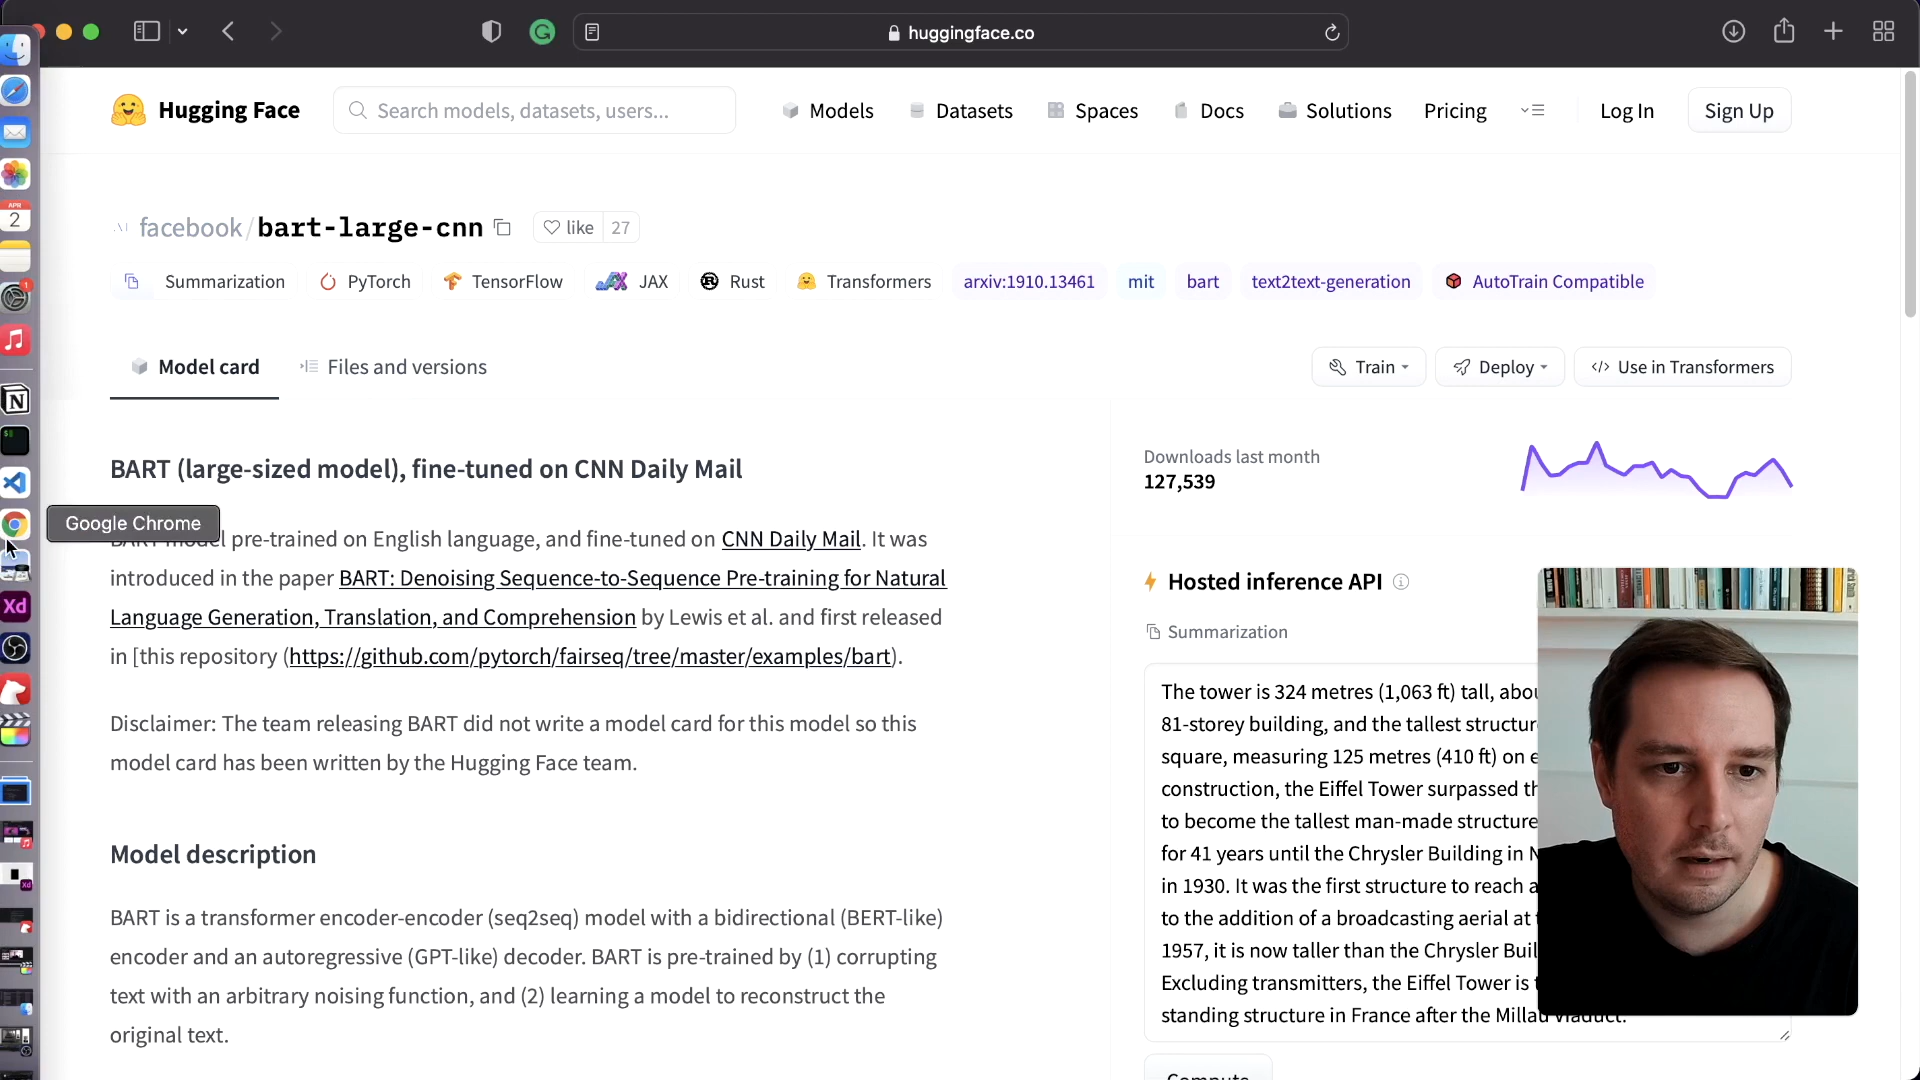 huggingface.co
Hugging Face
Search models, datasets, users...
Models
Datasets
Spaces
Docs
Solutions
Pricing
Log In
Sign Up
APR
2
facebook/bart-large-cnn
like
27
Summarization
PyTorch
TensorFlow
JAX
Rust
Transformers
arxiv:1910.13461
mit
bart
text2text-generation
AutoTrain Compatible
1
Model card
Files and versions
Train
Deploy
</> Use in Transformers
BART (large-sized model), fine-tuned on CNN Daily Mail
Downloads last month
127,539
Google Chrome
BART model pre-trained on English language, and fine-tuned on CNN Daily Mail. It was
introduced in the paper BART: Denoising Sequence-to-Sequence Pre-training for Natural
Language Generation, Translation, and Comprehension by Lewis et al. and first released
in [this repository (https://github.com/pytorch/fairseq/tree/master/examples/bart).
Disclaimer: The team releasing BART did not write a model card for this model so this
model card has been written by the Hugging Face team.
Model description
BART is a transformer encoder-encoder (seq2seq) model with a bidirectional (BERT-like)
encoder and an autoregressive (GPT-like) decoder. BART is pre-trained by (1) corrupting
text with an arbitrary noising function, and (2) learning a model to reconstruct the
original text.
Xd
Hosted inference API
Summarization
The tower is 324 metres (1,063 ft) tall,
81-storey building, and the tallest
square, measuring 125 metres (410 ft) on
construction, the Eiffel Tower surpassed
to become the tallest man-made structure
for 41 years until the Chrysler Building in
in 1930. It was the first structure to reach a
to the addition of a broadcasting aerial at
1957, it is now taller than the Chrysler
Excluding transmitters, the Eiffel Tower is
standing structure in France after the Millau Viaduct.
Compute